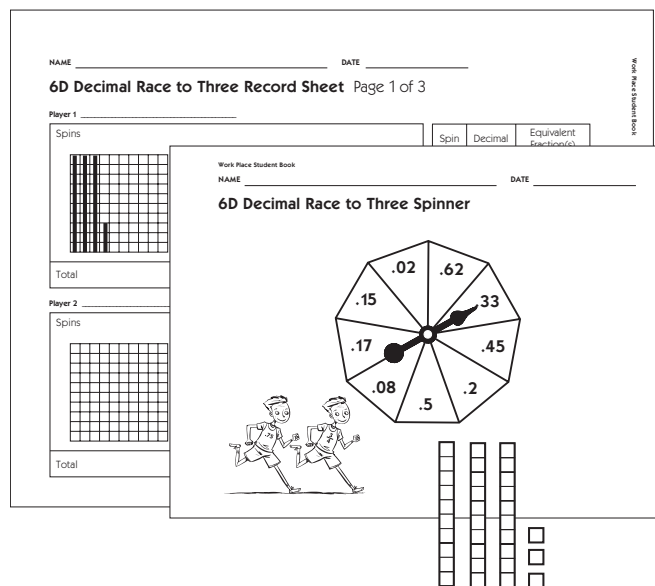 NAME DATE
6D Decimal Race to Three Record Sheet Page 1 of 3
Work Place Student Book
Player 1
Spins
Spin Decimal Equivalent
Fraction(s)
Total
Player 2
Spins
Total
Work Place Student Book
NAME DATE
6D Decimal Race to Three Spinner
.02 .62
.15 33
.17 .45
.08 .2
.5
.75